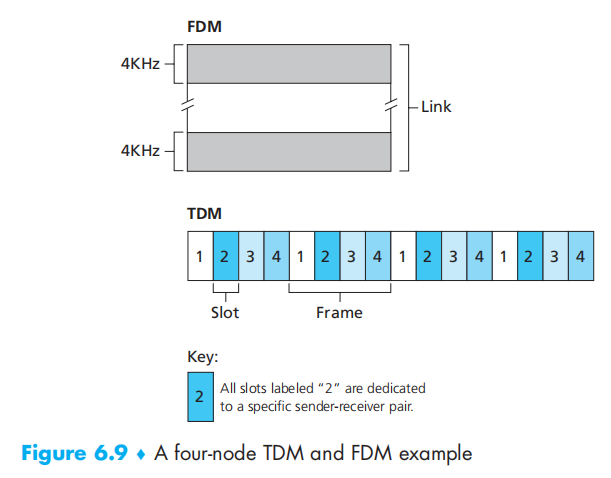 FDM
4KHz
Link
4KHz
TDM
1 2 3 4 1 2 3 4 1 2 3 4 1 2 3 4
Slot Frame
Key:
2 All slots labeled “2” are dedicated
to a specific sender-receiver pair.
Figure 6.9 ♦ A four-node TDM and FDM example